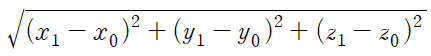 √((x₁ − x₀)² + (y₁ − y₀)² + (z₁ − z₀)²)